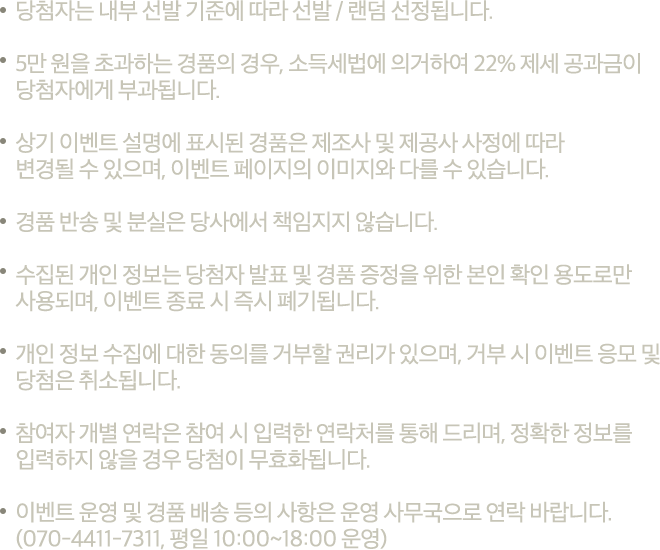 • 당첨자는 내부 선발 기준에 따라 선발 / 랜덤 선정됩니다.
• 5만 원을 초과하는 경품의 경우, 소득세법에 의거하여 22% 제세 공과금이
당첨자에게 부과됩니다.
• 상기 이벤트 설명에 표시된 경품은 제조사 및 제공사 사정에 따라
변경될 수 있으며, 이벤트 페이지의 이미지와 다를 수 있습니다.
• 경품 반송 및 분실은 당사에서 책임지지 않습니다.
• 수집된 개인 정보는 당첨자 발표 및 경품 증정을 위한 본인 확인 용도로만
사용되며, 이벤트 종료 시 즉시 폐기됩니다.
• 개인 정보 수집에 대한 동의를 거부할 권리가 있으며, 거부 시 이벤트 응모 및
당첨은 취소됩니다.
• 참여자 개별 연락은 참여 시 입력한 연락처를 통해 드리며, 정확한 정보를
입력하지 않을 경우 당첨이 무효화됩니다.
• 이벤트 운영 및 경품 배송 등의 사항은 운영 사무국으로 연락 바랍니다.
(070-4411-7311, 평일 10:00~18:00 운영)